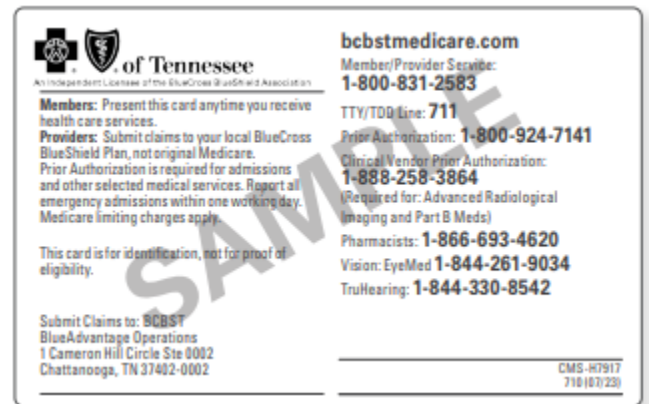 of Tennessee
An Independent Licensee of the BlueCross BlueShield Association
Members: Present this card anytime you receive
health care services.
Providers: Submit claims to your local BlueCross
BlueShield Plan, not original Medicare.
Prior Authorization is required for admissions
and other selected medical services. Report all
emergency admissions within one working day.
Medicare limiting charges apply.
This card is for identification, not for proof of
eligibility.
Submit Claims to: BCBST
BlueAdvantage Operations
1 Cameron Hill Circle Ste 0002
Chattanooga, TN 37402-0002
bcbstmedicare.com
Member/Provider Service:
1-800-831-2583
TTY/TDD Line: 711
Prior Authorization: 1-800-924-7141
Clinical Vendor Prior Authorization:
1-888-258-3864
(Required for: Advanced Radiological
Imaging and Part B Meds)
Pharmacists: 1-866-693-4620
Vision: EyeMed 1-844-261-9034
TruHearing: 1-844-330-8542
CMS-H7917
710 (07/23)
SAMPLE